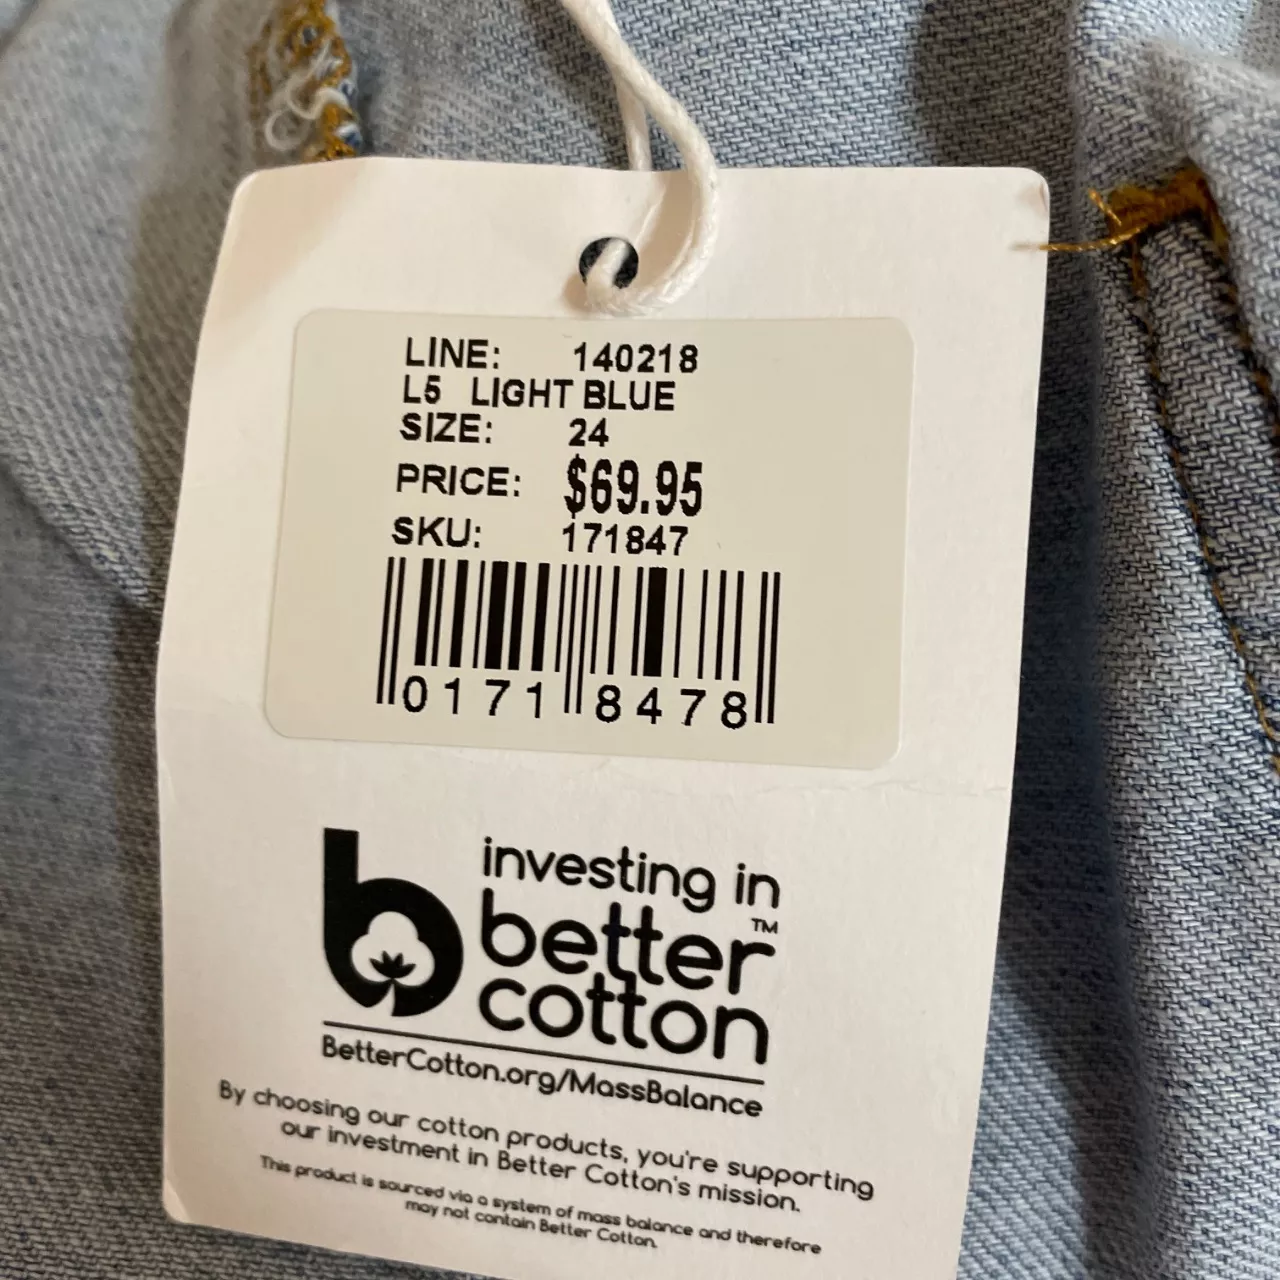 LINE: 140218
L5 LIGHT BLUE
SIZE: 24
PRICE: $69.95
SKU: 171847
0171 8478
investing in
better™
cotton
BetterCotton.org/MassBalance
By choosing our cotton products, you're supporting
our investment in Better Cotton's mission.
This product is sourced via a system of mass balance and therefore
may not contain Better Cotton.